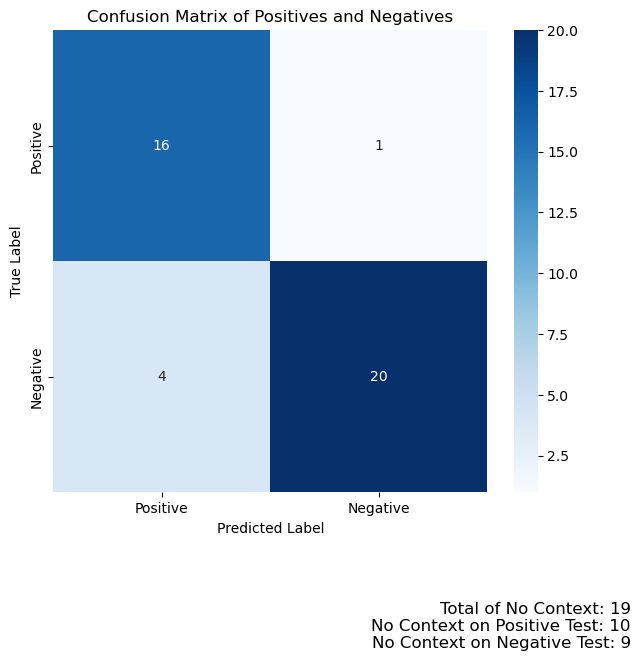 Confusion Matrix of Positives and Negatives
True Label
Positive
Negative
16
1
4
20
Positive
Negative
Predicted Label
20.0
17.5
15.0
12.5
10.0
7.5
5.0
2.5
Total of No Context: 19
No Context on Positive Test: 10
No Context on Negative Test: 9